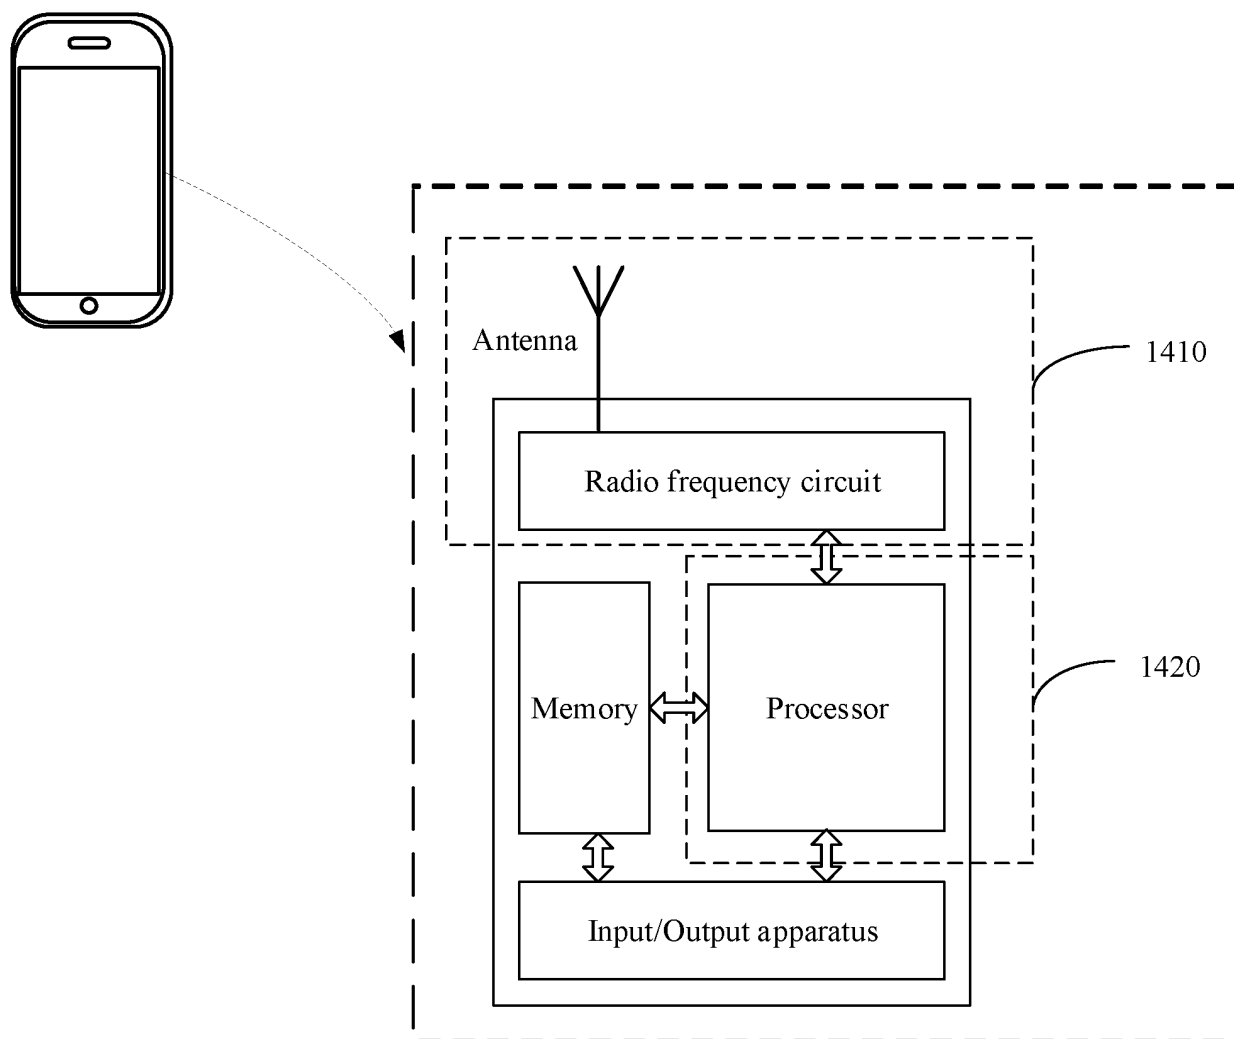 Antenna
1410
Radio frequency circuit
1420
Memory
Processor
Input/Output apparatus